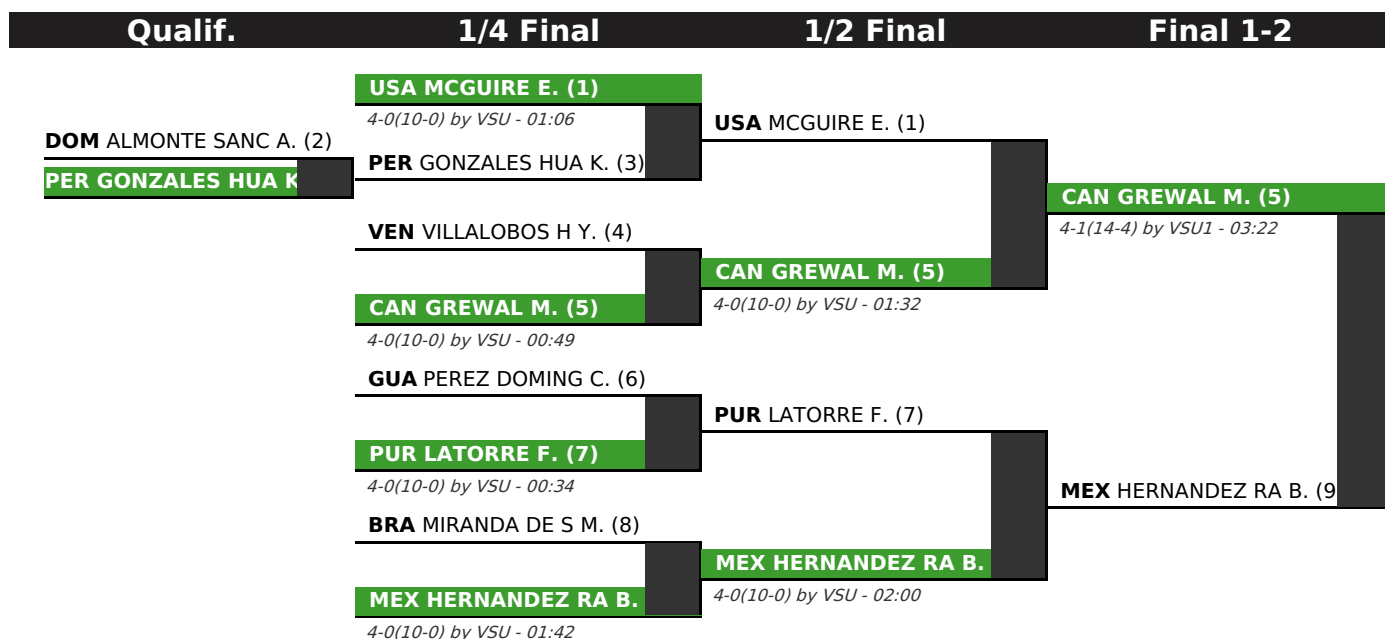 Qualif.
1/4 Final
1/2 Final
Final 1-2
DOM ALMONTE SANC A. (2)
PER GONZALES HUA K
USA MCGUIRE E. (1)
4-0(10-0) by VSU - 01:06
PER GONZALES HUA K. (3)
VEN VILLALOBOS H Y. (4)
CAN GREWAL M. (5)
4-0(10-0) by VSU - 00:49
GUA PEREZ DOMING C. (6)
PUR LATORRE F. (7)
4-0(10-0) by VSU - 00:34
BRA MIRANDA DE S M. (8)
MEX HERNANDEZ RA B.
4-0(10-0) by VSU - 01:42
USA MCGUIRE E. (1)
CAN GREWAL M. (5)
4-0(10-0) by VSU - 01:32
PUR LATORRE F. (7)
MEX HERNANDEZ RA B.
4-0(10-0) by VSU - 02:00
CAN GREWAL M. (5)
4-1(14-4) by VSU1 - 03:22
MEX HERNANDEZ RA B. (9